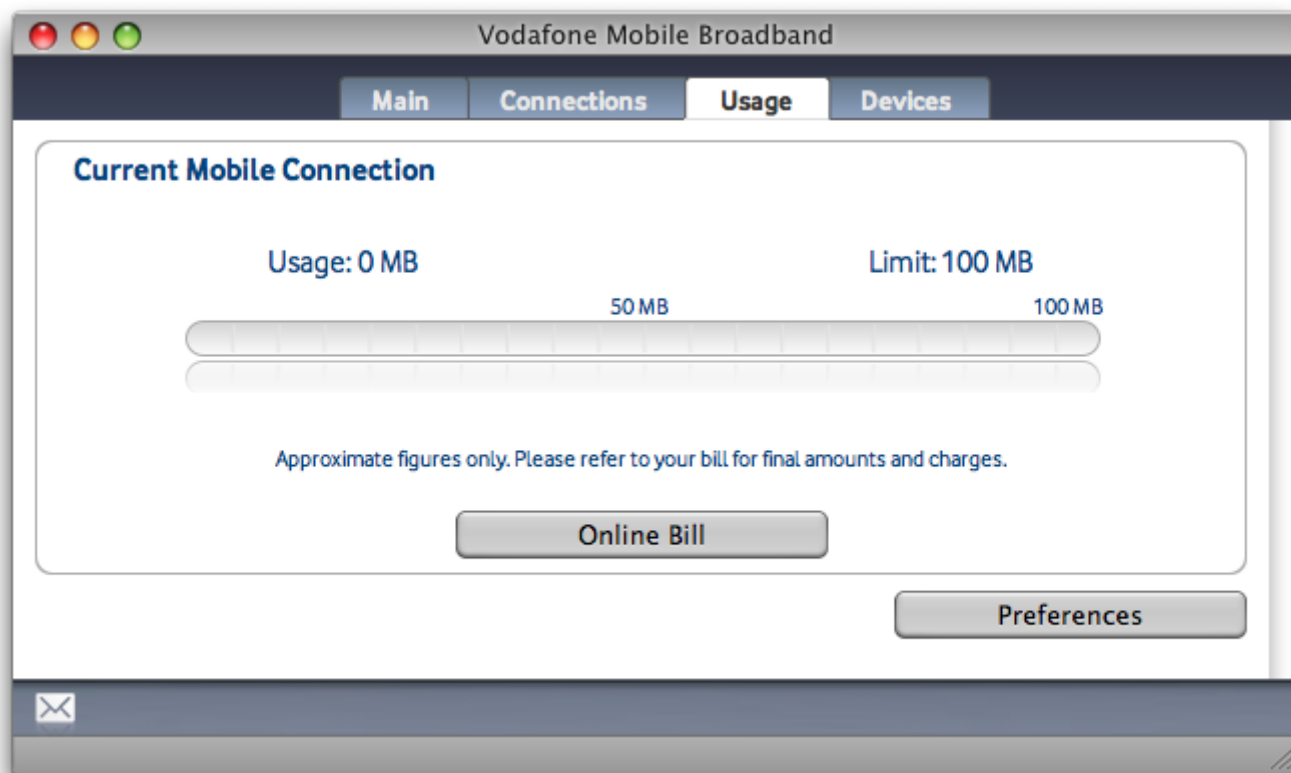 Vodafone Mobile Broadband
Main Connections Usage Devices
Current Mobile Connection
Usage: 0 MB Limit: 100 MB
50 MB 100 MB
Approximate figures only. Please refer to your bill for final amounts and charges.
Online Bill
Preferences